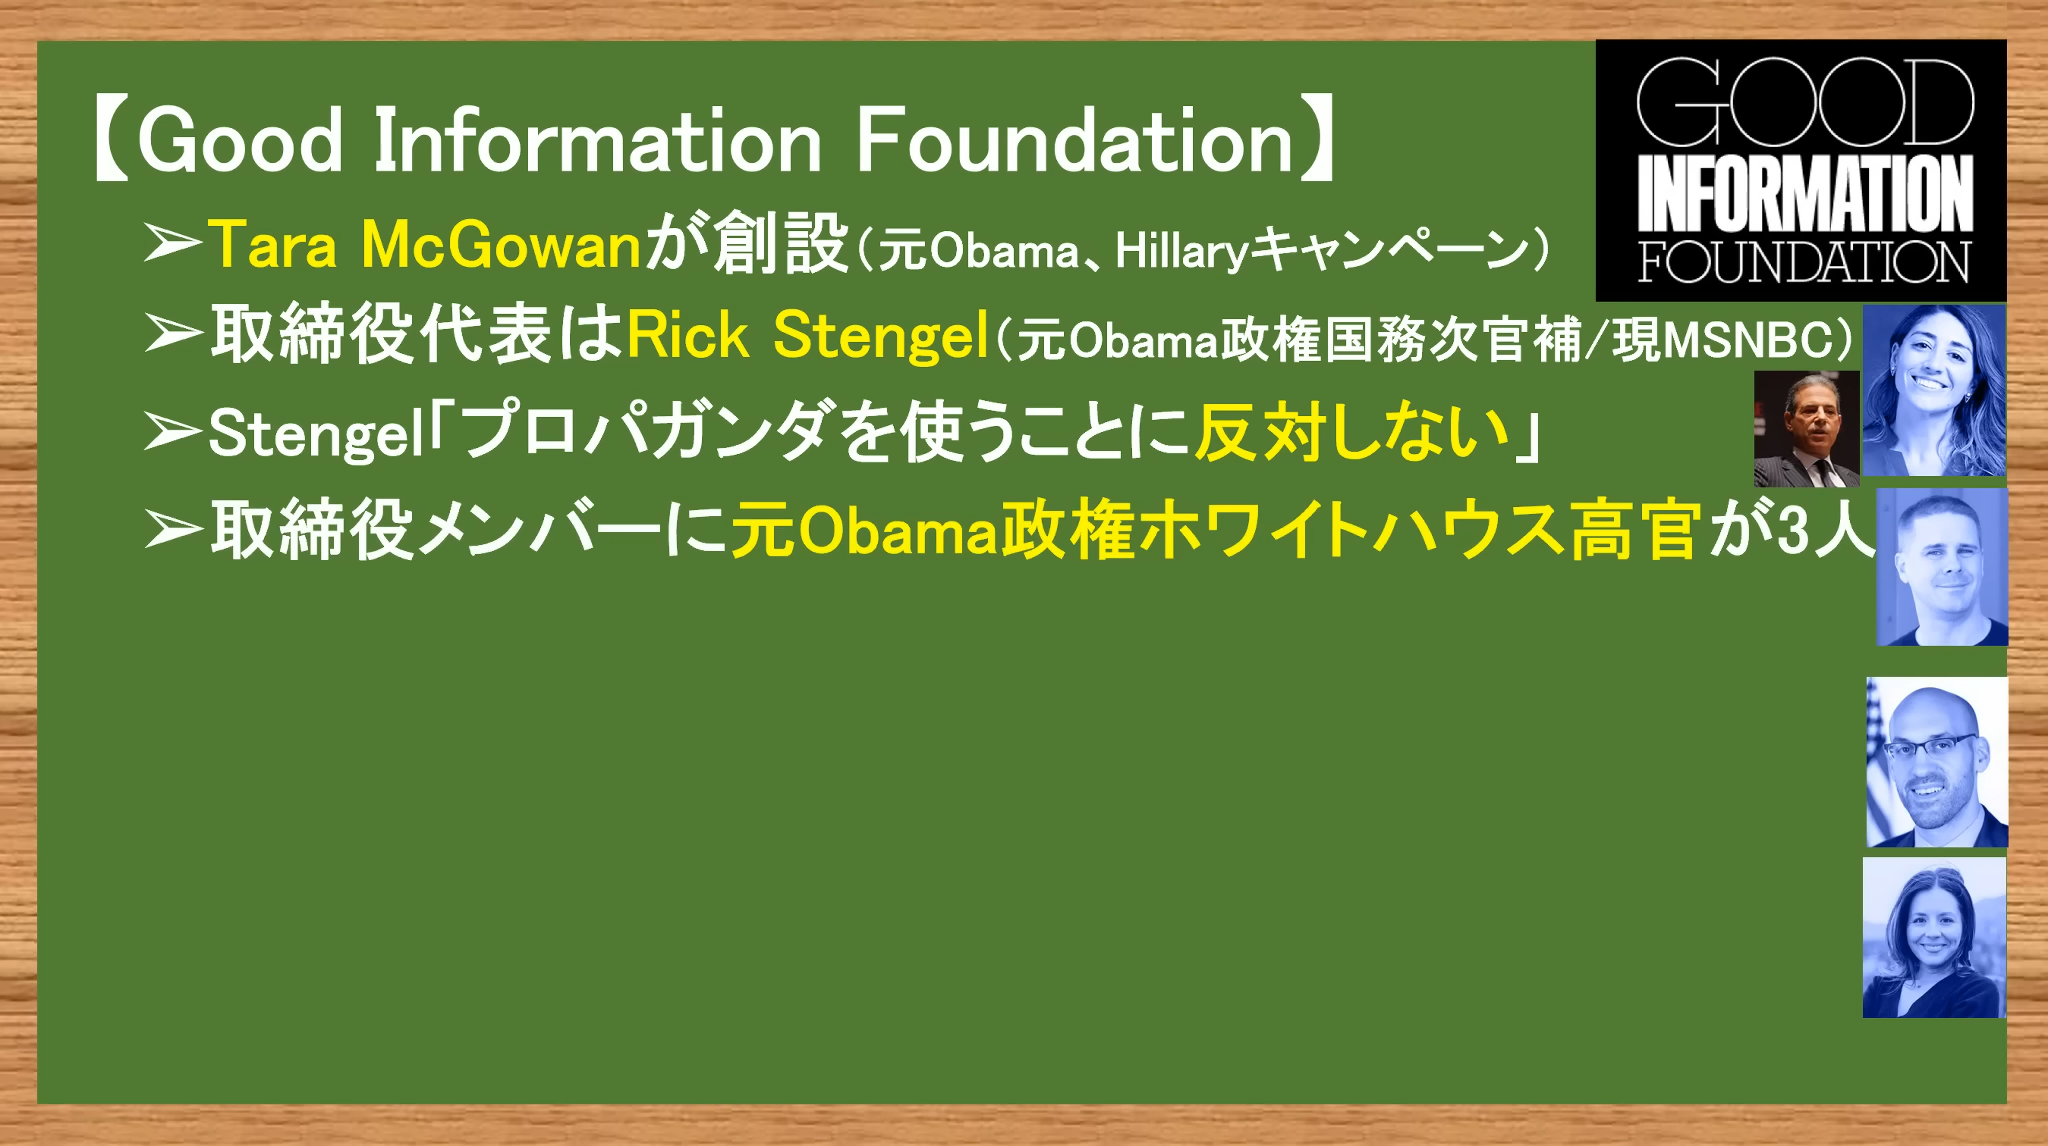 【Good Information Foundation】
➢Tara McGowanが創設（元Obama、Hillaryキャンペーン）
➢取締役代表はRick Stengel（元Obama政権国務次官補/現MSNBC）
➢Stengel「プロパガンダを使うことに反対しない」
➢取締役メンバーに元Obama政権ホワイトハウス高官が3人
GOOD
INFORMATION
FOUNDATION